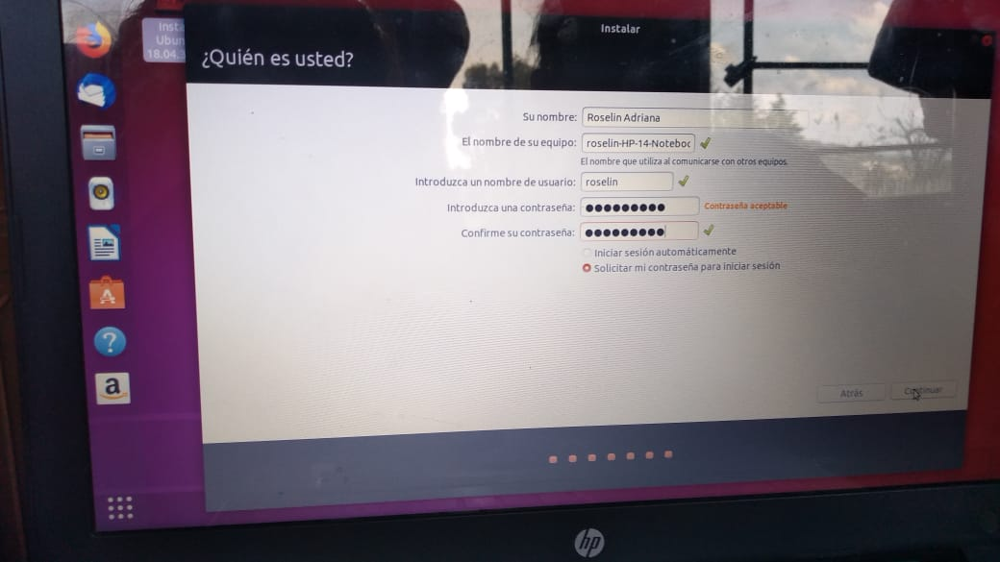 Instalar
Ubun
18.04.
¿Quién es usted?
Su nombre: Roselin Adriana
El nombre de su equipo: roselin-HP-14-Noteboo
El nombre que utiliza al comunicarse con otros equipos.
Introduzca un nombre de usuario: roselin
Introduzca una contraseña: ●●●●●●●●● Contraseña aceptable
Confirme su contraseña: ●●●●●●●●●
Iniciar sesión automáticamente
Solicitar mi contraseña para iniciar sesión
Atrás Continuar
A
?
a
hp